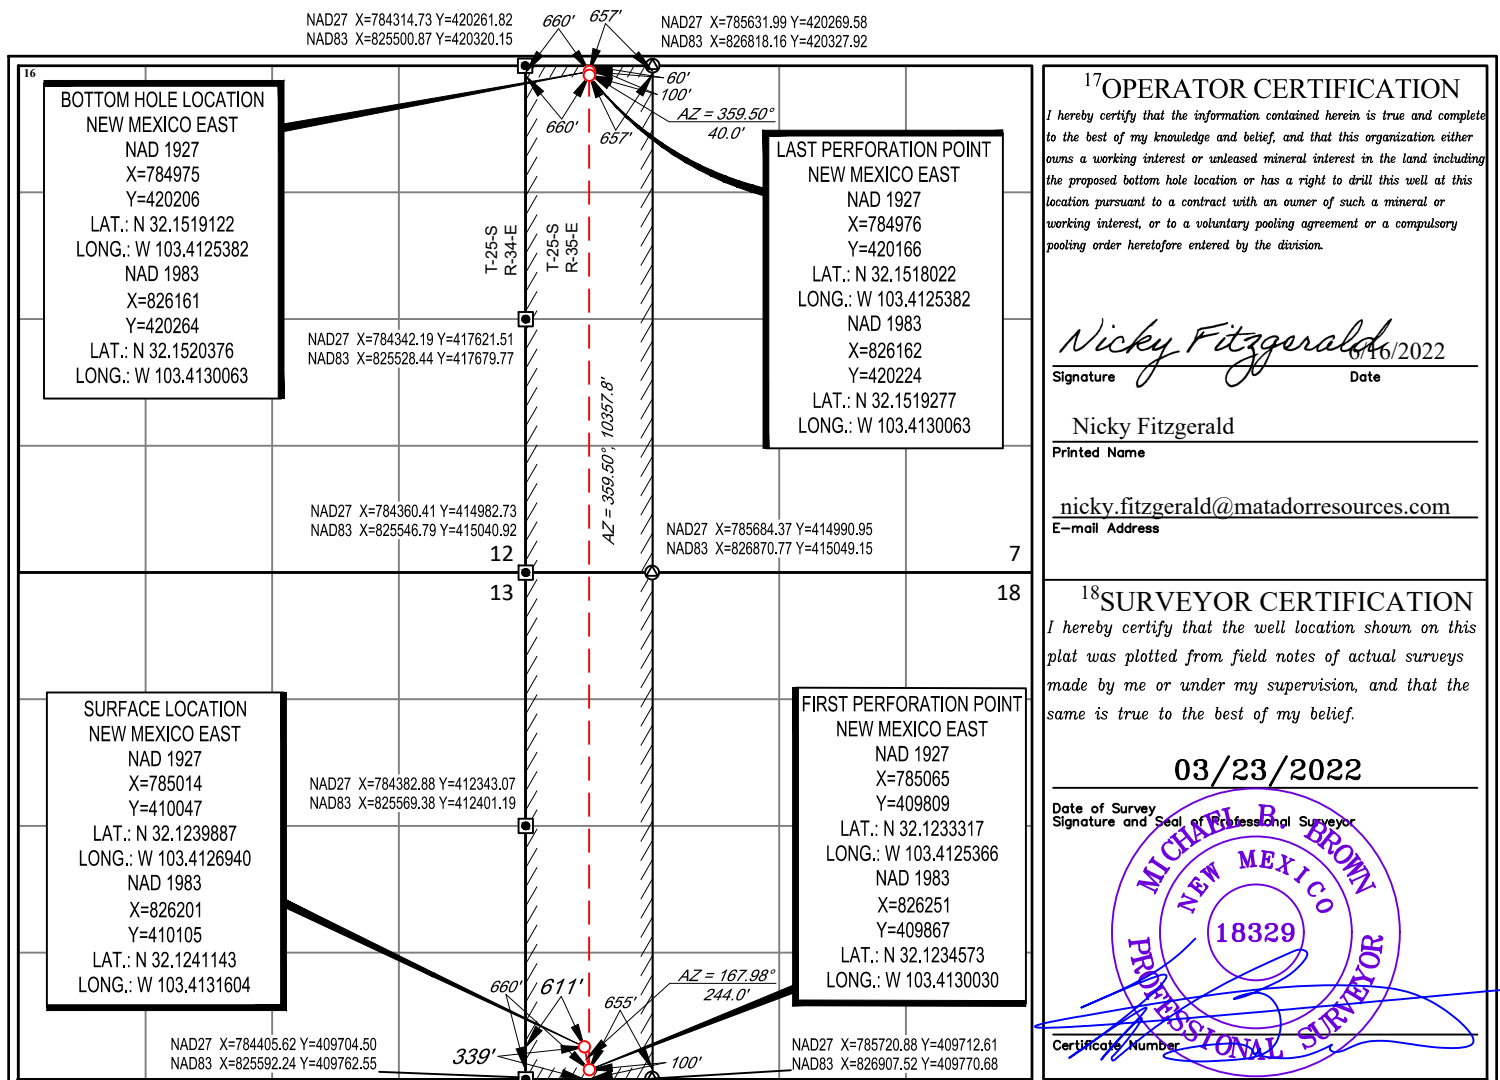 NAD27 X=784314.73 Y=420261.82
NAD83 X=825500.87 Y=420320.15
660'
657'
NAD27 X=785631.99 Y=420269.58
NAD83 X=826818.16 Y=420327.92
16
BOTTOM HOLE LOCATION
NEW MEXICO EAST
NAD 1927
X=784975
Y=420206
LAT.: N 32.1519122
LONG.: W 103.4125382
NAD 1983
X=826161
Y=420264
LAT.: N 32.1520376
LONG.: W 103.4130063
60'
100'
AZ = 359.50°
40.0'
660'
657'
LAST PERFORATION POINT
NEW MEXICO EAST
NAD 1927
X=784976
Y=420166
LAT.: N 32.1518022
LONG.: W 103.4125382
NAD 1983
X=826162
Y=420224
LAT.: N 32.1519277
LONG.: W 103.4130063
T-25-S
R-34-E
T-25-S
R-35-E
NAD27 X=784342.19 Y=417621.51
NAD83 X=825528.44 Y=417679.77
AZ = 359.50°, 10357.8'
NAD27 X=784360.41 Y=414982.73
NAD83 X=825546.79 Y=415040.92
NAD27 X=785684.37 Y=414990.95
NAD83 X=826870.77 Y=415049.15
12
7
13
18
SURFACE LOCATION
NEW MEXICO EAST
NAD 1927
X=785014
Y=410047
LAT.: N 32.1239887
LONG.: W 103.4126940
NAD 1983
X=826201
Y=410105
LAT.: N 32.1241143
LONG.: W 103.4131604
NAD27 X=784382.88 Y=412343.07
NAD83 X=825569.38 Y=412401.19
FIRST PERFORATION POINT
NEW MEXICO EAST
NAD 1927
X=785065
Y=409809
LAT.: N 32.1233317
LONG.: W 103.4125366
NAD 1983
X=826251
Y=409867
LAT.: N 32.1234573
LONG.: W 103.4130030
660'
611'
655'
AZ = 167.98°
244.0'
339'
100'
NAD27 X=784405.62 Y=409704.50
NAD83 X=825592.24 Y=409762.55
NAD27 X=785720.88 Y=409712.61
NAD83 X=826907.52 Y=409770.68
17OPERATOR CERTIFICATION
I hereby certify that the information contained herein is true and complete
to the best of my knowledge and belief, and that this organization either
owns a working interest or unleased mineral interest in the land including
the proposed bottom hole location or has a right to drill this well at this
location pursuant to a contract with an owner of such a mineral or
working interest, or to a voluntary pooling agreement or a compulsory
pooling order heretofore entered by the division.
Nicky Fitzgerald
6/16/2022
Signature Date
Nicky Fitzgerald
Printed Name
nicky.fitzgerald@matadorresources.com
E-mail Address
18SURVEYOR CERTIFICATION
I hereby certify that the well location shown on this
plat was plotted from field notes of actual surveys
made by me or under my supervision, and that the
same is true to the best of my belief.
03/23/2022
Date of Survey
Signature and Seal of Professional Surveyor
MICHAEL B. BROWN
NEW MEXICO
18329
PROFESSIONAL SURVEYOR
Certificate Number